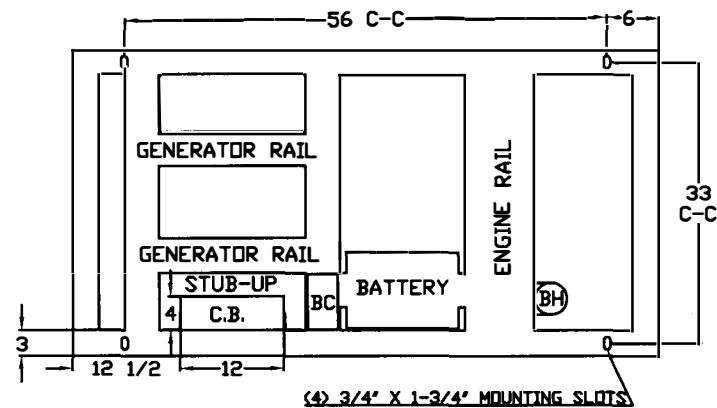 56 C-C
6
GENERATOR RAIL
ENGINE RAIL
33
C-C
GENERATOR RAIL
STUB-UP
BC
BATTERY
BH
4
C.B.
3
12 1/2
12
(4) 3/4" X 1-3/4" MOUNTING SLOTS